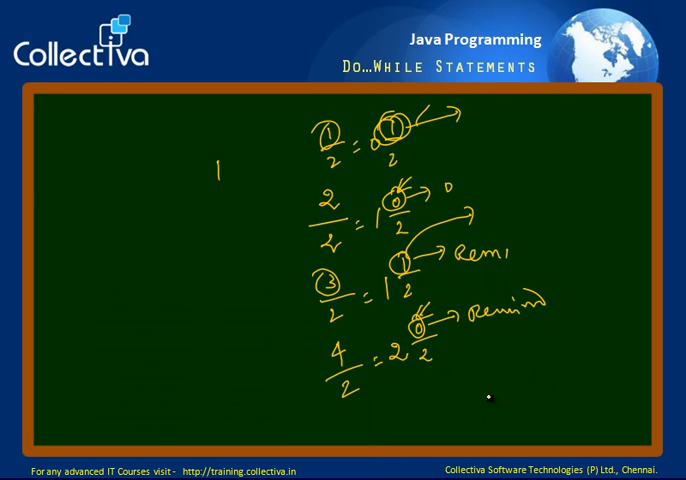 Collectiva
Java Programming
Do...While Statements
1
1/2 = 0 1/2
2/2 = 1 0/2 → 0
3/2 = 1 1/2 → Remi
4/2 = 2 0/2 → Remind
For any advanced IT Courses visit - http://training.collectiva.in
Collectiva Software Technologies (P) Ltd., Chennai.